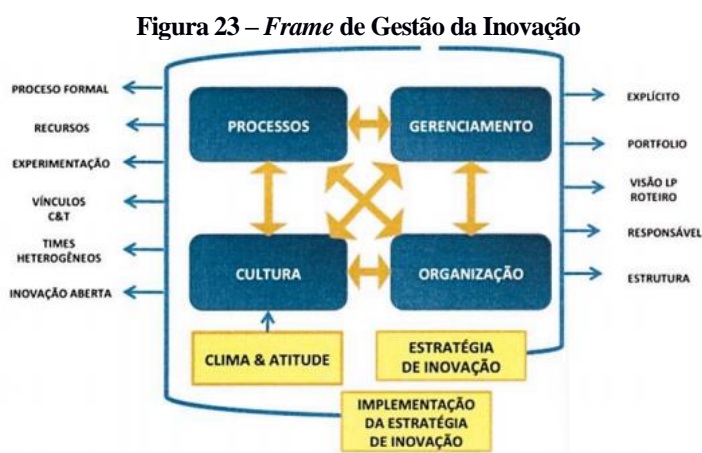 Figura 23 – Frame de Gestão da Inovação
PROCESO FORMAL
RECURSOS
EXPERIMENTAÇÃO
VÍNCULOS
C&T
TIMES
HETEROGÊNEOS
INOVAÇÃO ABERTA
PROCESSOS
GERENCIAMENTO
CULTURA
ORGANIZAÇÃO
EXPLÍCITO
PORTFOLIO
VISÃO LP
ROTEIRO
RESPONSÁVEL
ESTRUTURA
CLIMA & ATITUDE
ESTRATÉGIA
DE INOVAÇÃO
IMPLEMENTAÇÃO
DA ESTRATÉGIA
DE INOVAÇÃO